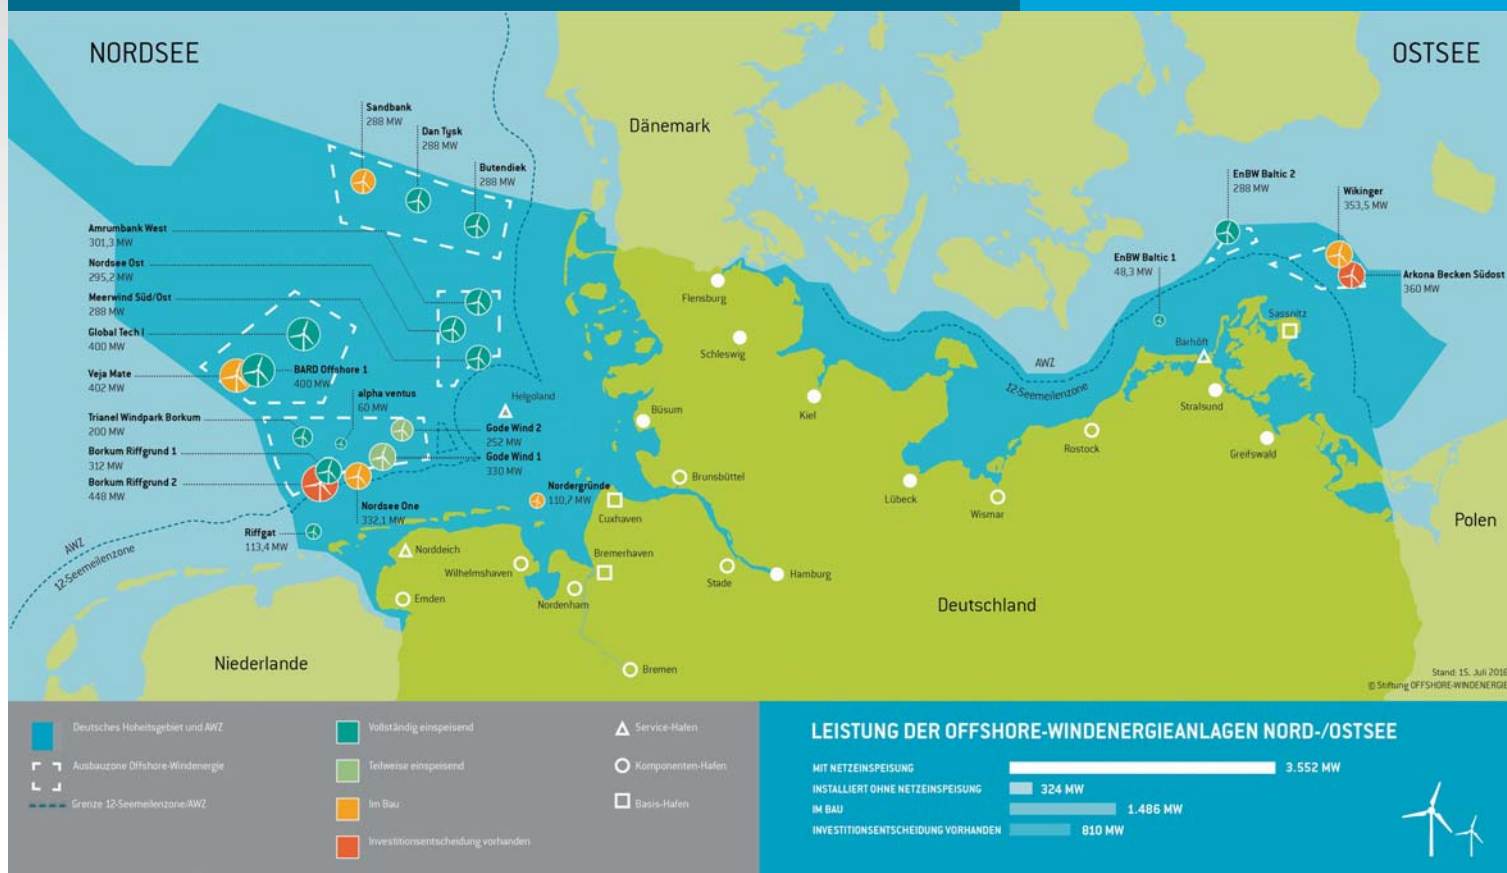 NORDSEE
OSTSEE
Sandbank
288 MW
Dan Tysk
288 MW
Butendiek
288 MW
Dänemark
EnBW Baltic 2
288 MW
Wikinger
353,5 MW
Amrumbank West
301,3 MW
Nordsee Ost
295,2 MW
Meerwind Süd/Ost
288 MW
Global Tech I
400 MW
Veja Mate
402 MW
BARD Offshore 1
400 MW
alpha ventus
60 MW
Trianel Windpark Borkum
200 MW
Borkum Riffgrund 1
312 MW
Borkum Riffgrund 2
448 MW
Gode Wind 2
252 MW
Gode Wind 1
330 MW
Nordsee One
332,1 MW
Nordergründe
110,7 MW
Riffgat
113,4 MW
EnBW Baltic 1
48,3 MW
Arkona Becken Südost
360 MW
AWZ
12-Seemeilenzone
AWZ
12-Seemeilenzone
Flensburg
Schleswig
Helgoland
Büsum
Kiel
Brunsbüttel
Cuxhaven
Lübeck
Wismar
Rostock
Barhöft
Sassnitz
Stralsund
Greifswald
Norddeich
Wilhelmshaven
Bremerhaven
Emden
Nordenham
Stade
Hamburg
Bremen
Deutschland
Niederlande
Polen
Stand: 15. Juli 2016
© Stiftung OFFSHORE-WINDENERGIE
Deutsches Hoheitsgebiet und AWZ
Ausbauzone Offshore-Windenergie
Grenze 12-Seemeilenzone/AWZ
Vollständig einspeisend
Teilweise einspeisend
Im Bau
Investitionsentscheidung vorhanden
Service-Hafen
Komponenten-Hafen
Basis-Hafen
LEISTUNG DER OFFSHORE-WINDENERGIEANLAGEN NORD-/OSTSEE
MIT NETZEINSPEISUNG 3.552 MW
INSTALLIERT OHNE NETZEINSPEISUNG 324 MW
IM BAU 1.486 MW
INVESTITIONSENTSCHEIDUNG VORHANDEN 810 MW